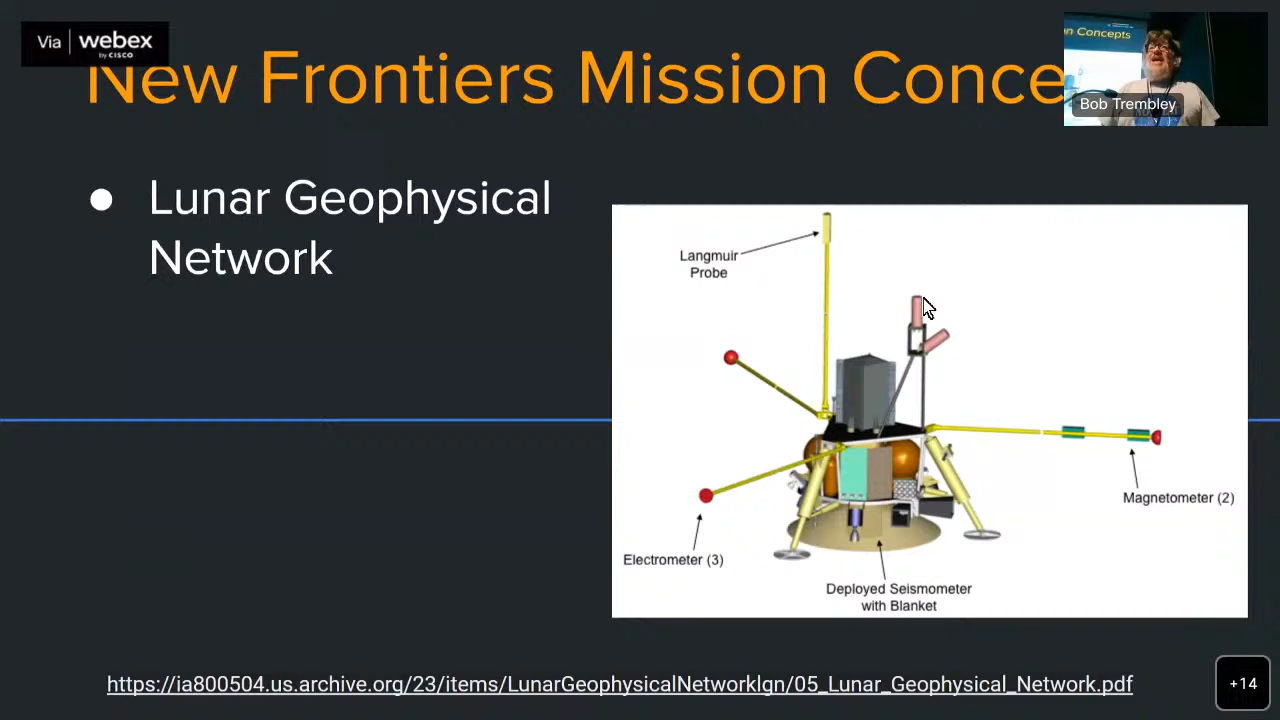 Via webex
by CISCO
New Frontiers Mission Conce
n Concepts
Bob Trembley
● Lunar Geophysical
Network
Langmuir
Probe
Magnetometer (2)
Electrometer (3)
Deployed Seismometer
with Blanket
https://ia800504.us.archive.org/23/items/LunarGeophysicalNetworklgn/05_Lunar_Geophysical_Network.pdf
+14